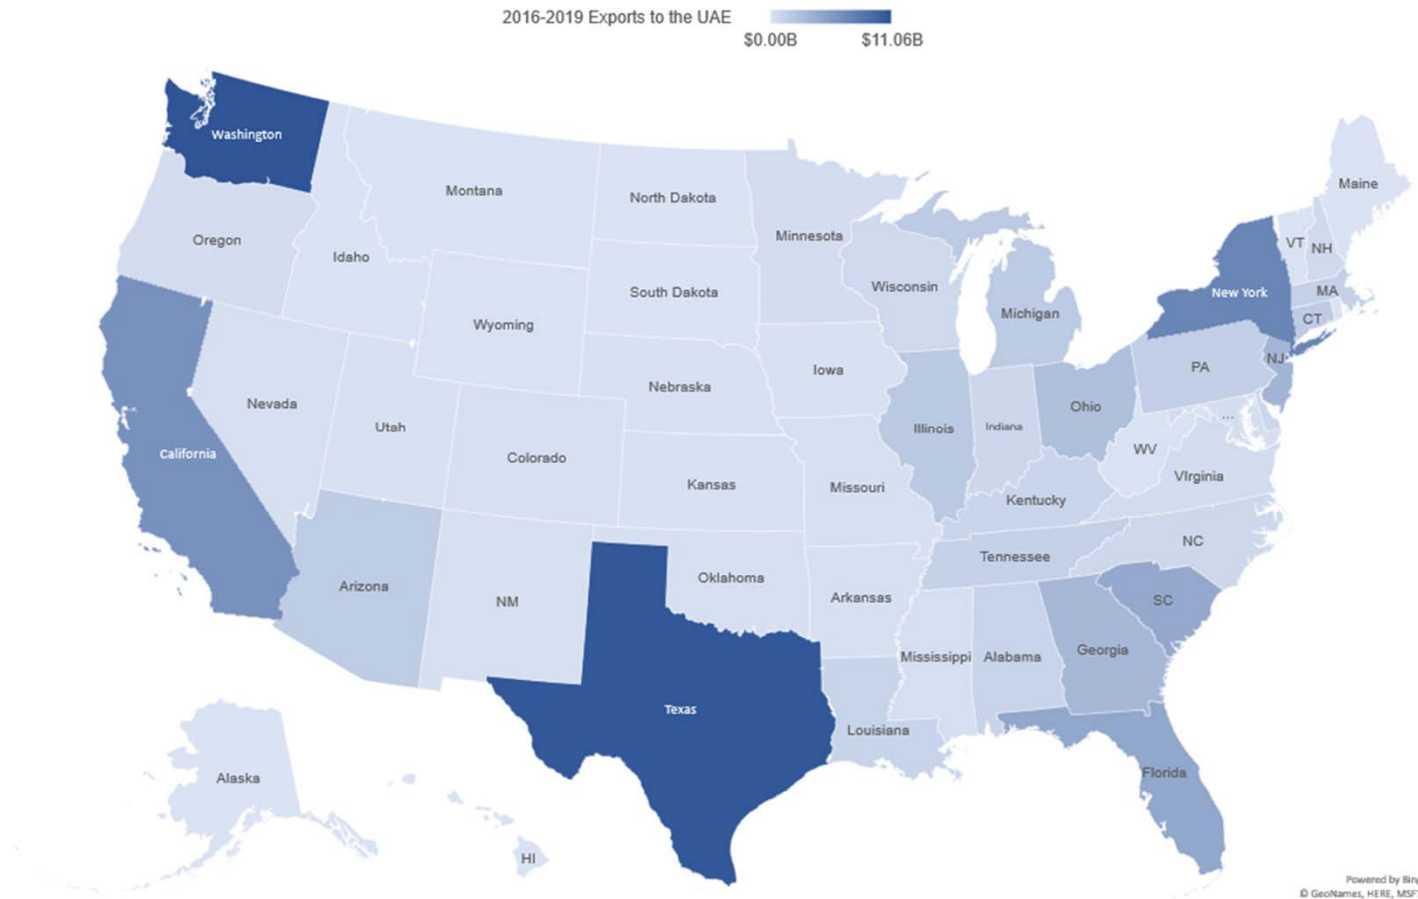 2016-2019 Exports to the UAE
$0.00B $11.06B
Washington
Montana
North Dakota
Minnesota
Maine
Oregon
Idaho
VT
NH
South Dakota
Wisconsin
New York
MA
Wyoming
Michigan
CT
Iowa
PA
NJ
Nebraska
Nevada
Ohio
Utah
Illinois
Indiana
...
California
Colorado
WV
Kansas
Missouri
VIrginia
Kentucky
NC
Tennessee
Arizona
Oklahoma
NM
Arkansas
SC
Mississippi
Alabama
Georgia
Texas
Louisiana
Florida
Alaska
HI
Powered by Bing
© GeoNames, HERE, MSFT